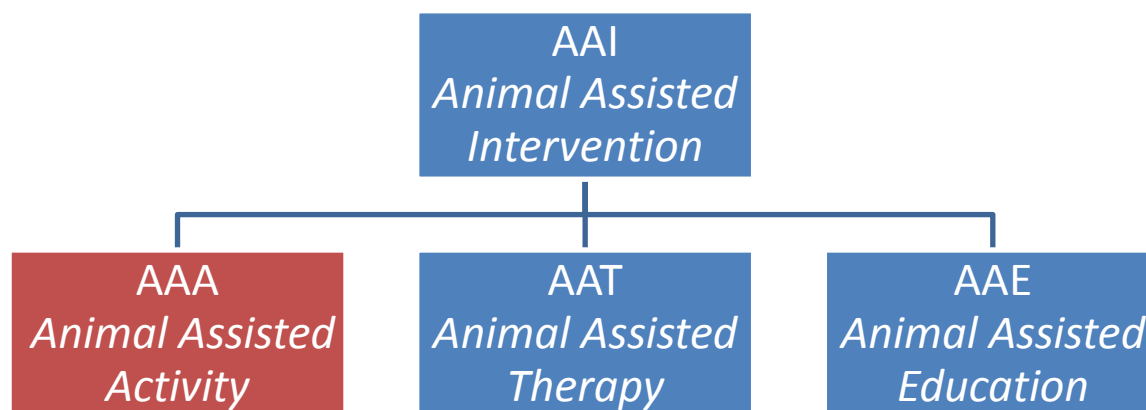 AAI
Animal Assisted
Intervention
AAA
Animal Assisted
Activity
AAT
Animal Assisted
Therapy
AAE
Animal Assisted
Education